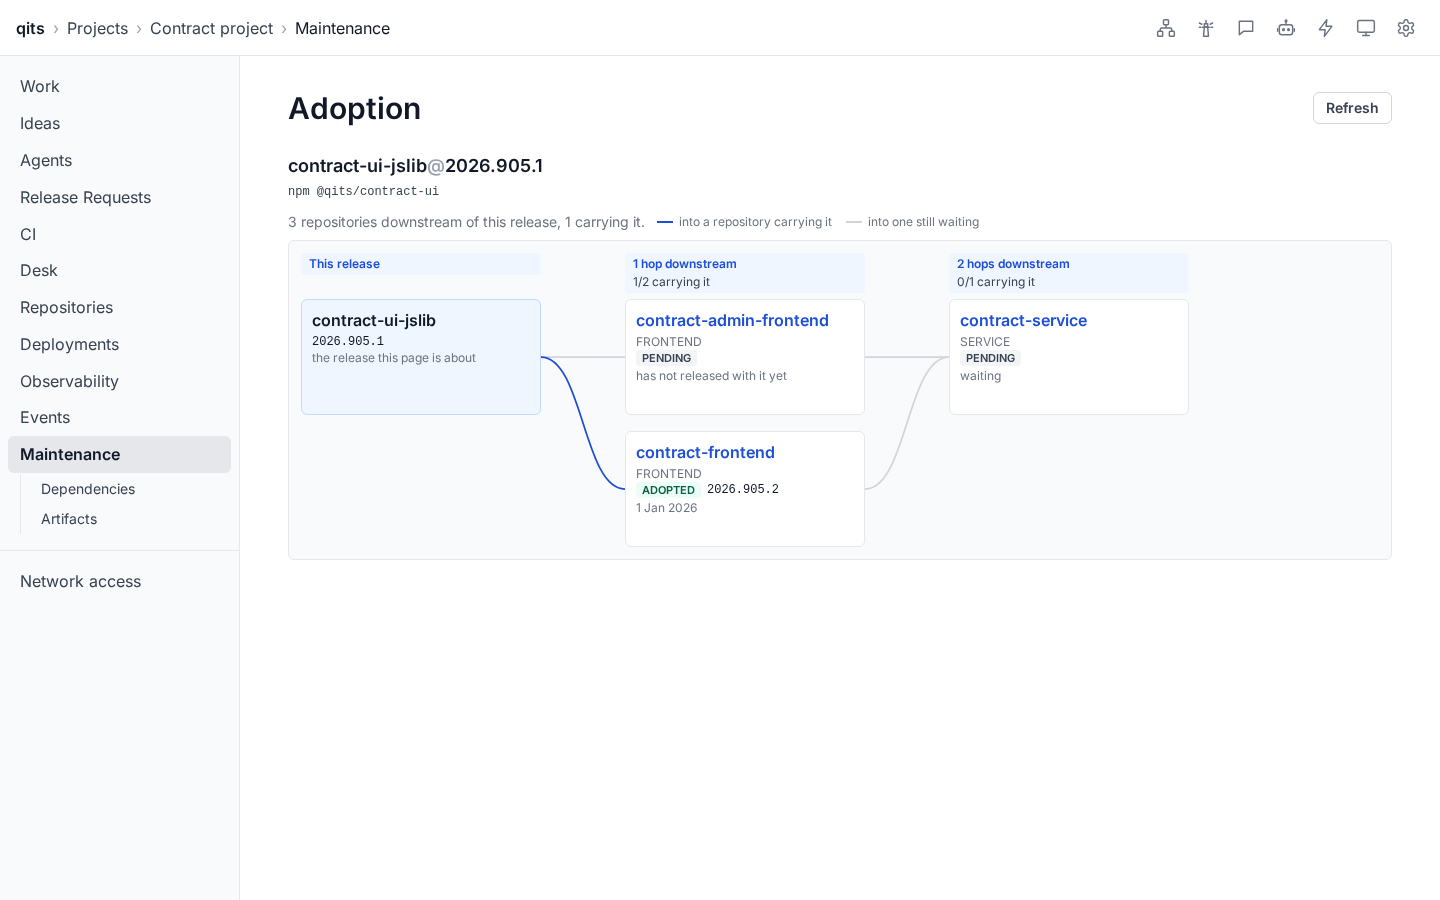 qits › Projects › Contract project › Maintenance
Work
Ideas
Agents
Release Requests
CI
Desk
Repositories
Deployments
Observability
Events
Maintenance
Dependencies
Artifacts
Network access
Adoption
Refresh
contract-ui-jslib@2026.905.1
npm @qits/contract-ui
3 repositories downstream of this release, 1 carrying it. into a repository carrying it into one still waiting
This release
contract-ui-jslib
2026.905.1
the release this page is about
1 hop downstream
1/2 carrying it
contract-admin-frontend
FRONTEND
PENDING
has not released with it yet
contract-frontend
FRONTEND
ADOPTED 2026.905.2
1 Jan 2026
2 hops downstream
0/1 carrying it
contract-service
SERVICE
PENDING
waiting